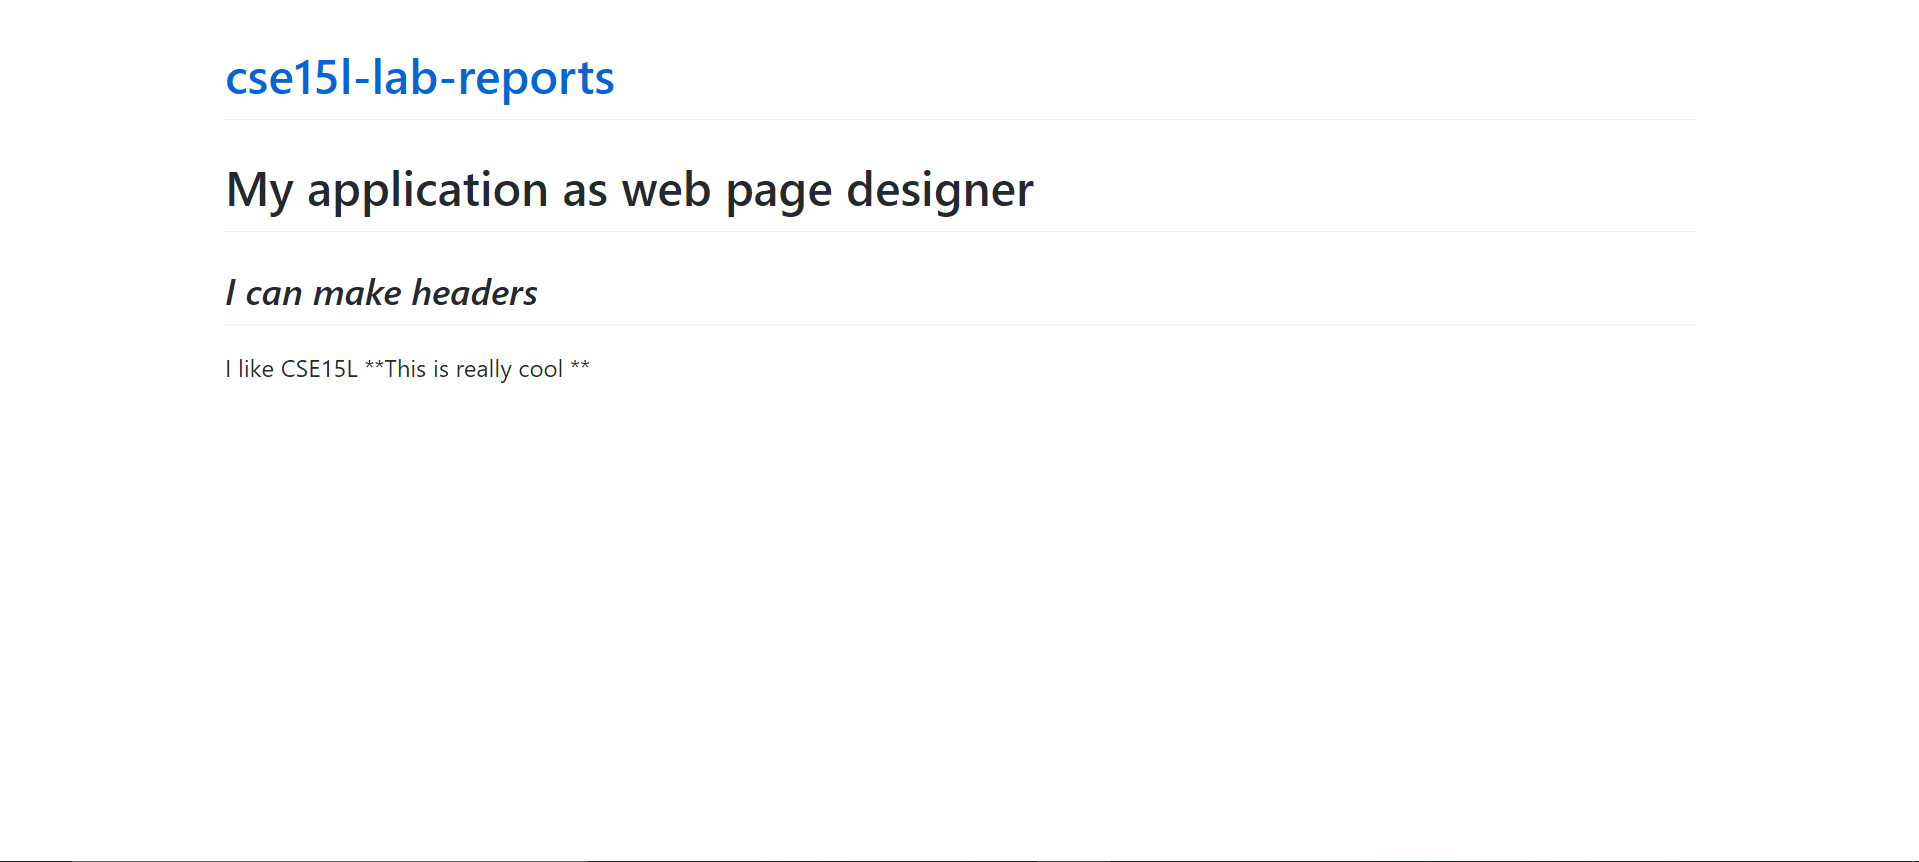 cse15l-lab-reports
My application as web page designer
I can make headers
I like CSE15L **This is really cool **